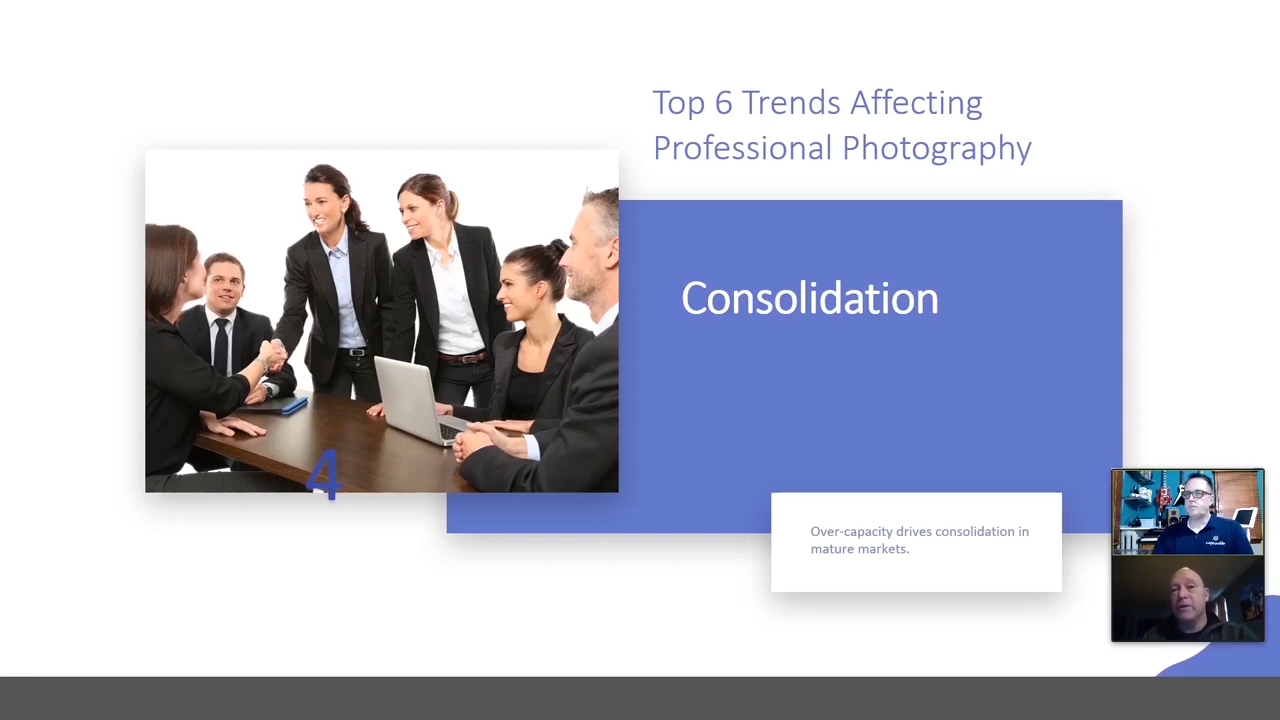 Top 6 Trends Affecting
Professional Photography
Consolidation
4
Over-capacity drives consolidation in
mature markets.